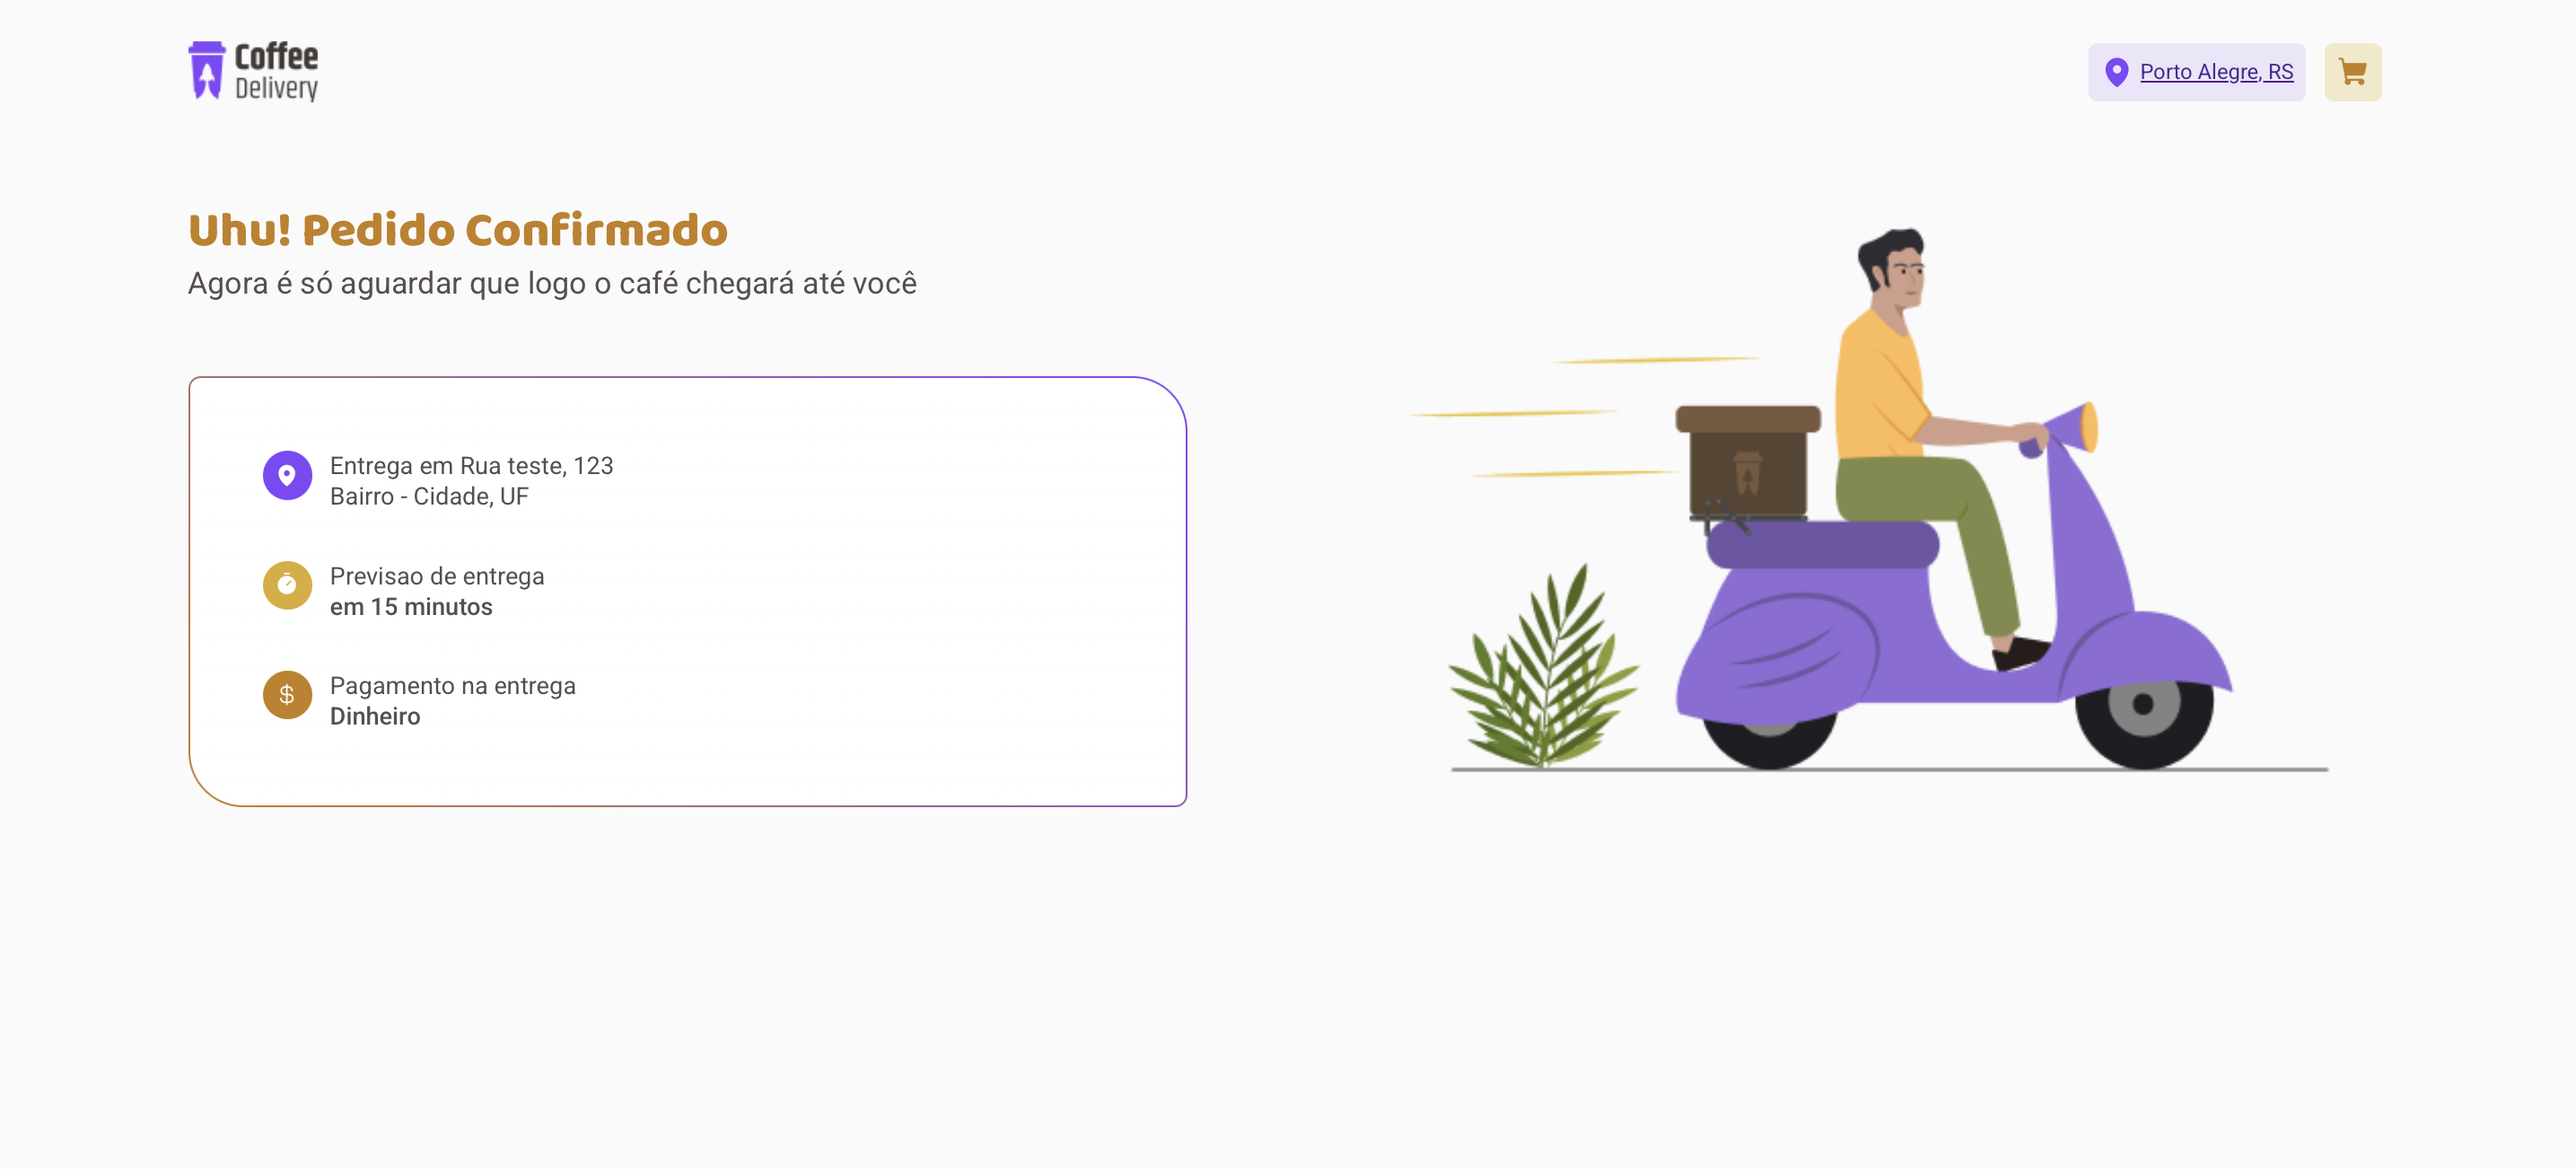 Coffee
Delivery
Porto Alegre, RS
Uhu! Pedido Confirmado
Agora é só aguardar que logo o café chegará até você
Entrega em Rua teste, 123
Bairro - Cidade, UF
Previsao de entrega
em 15 minutos
$
Pagamento na entrega
Dinheiro